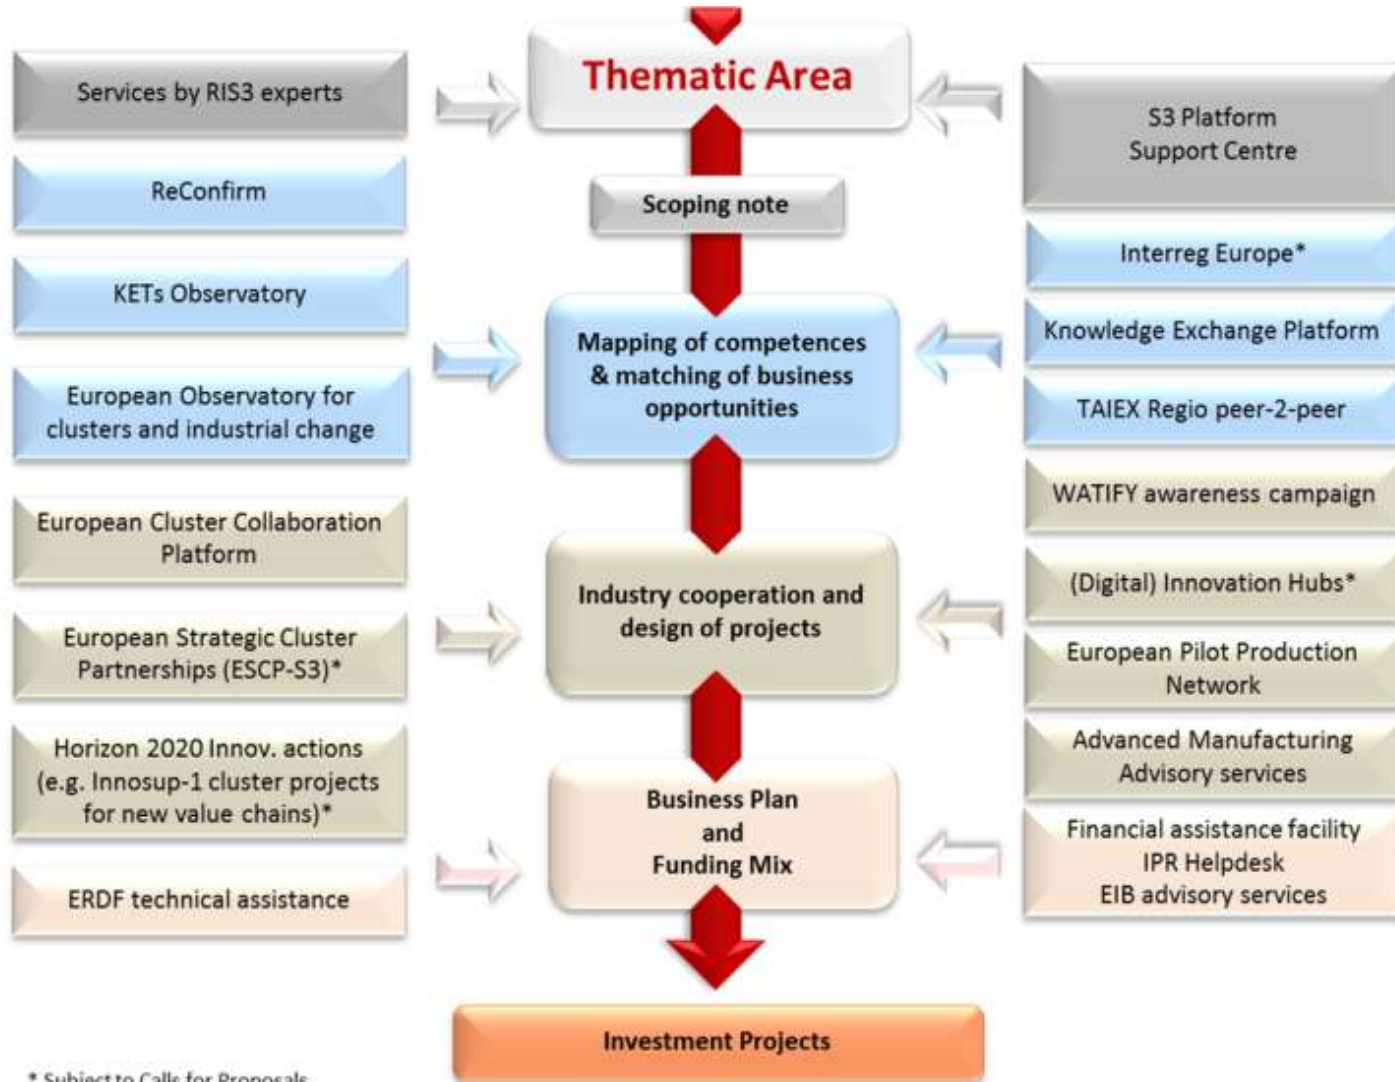 Thematic Area
Services by RIS3 experts
ReConfirm
KETs Observatory
European Observatory for
clusters and industrial change
European Cluster Collaboration
Platform
European Strategic Cluster
Partnerships (ESCP-S3)*
Horizon 2020 Innov. actions
(e.g. Innosup-1 cluster projects
for new value chains)*
ERDF technical assistance
Scoping note
Mapping of competences
& matching of business
opportunities
Industry cooperation and
design of projects
Business Plan
and
Funding Mix
Investment Projects
S3 Platform
Support Centre
Interreg Europe*
Knowledge Exchange Platform
TAIEX Regio peer-2-peer
WATIFY awareness campaign
(Digital) Innovation Hubs*
European Pilot Production
Network
Advanced Manufacturing
Advisory services
Financial assistance facility
IPR Helpdesk
EIB advisory services
* Subject to Calls for Proposals